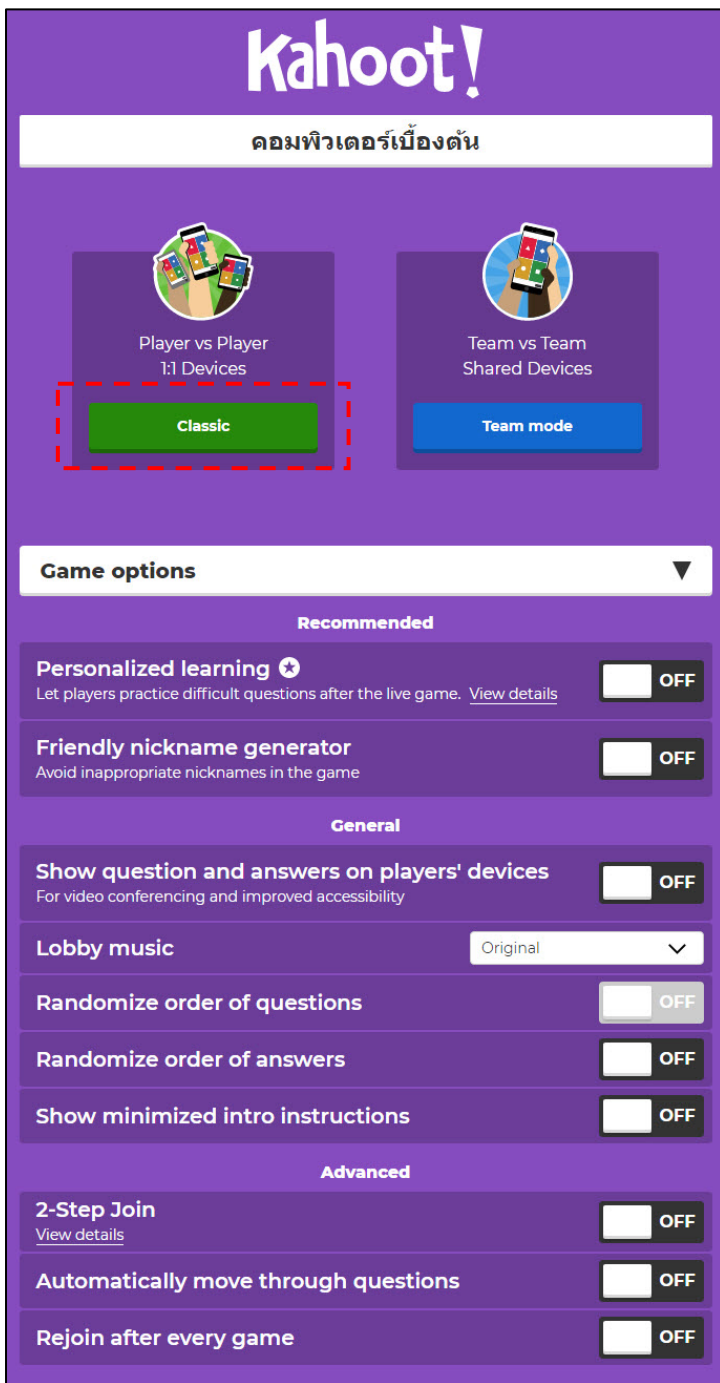 Kahoot!
คอมพิวเตอร์เบื้องต้น
Player vs Player
1:1 Devices
Classic
Team vs Team
Shared Devices
Team mode
Game options
Recommended
Personalized learning
Let players practice difficult questions after the live game. View details
OFF
Friendly nickname generator
Avoid inappropriate nicknames in the game
OFF
General
Show question and answers on players' devices
For video conferencing and improved accessibility
OFF
Lobby music
Original
Randomize order of questions
OFF
Randomize order of answers
OFF
Show minimized intro instructions
OFF
Advanced
2-Step Join
View details
OFF
Automatically move through questions
OFF
Rejoin after every game
OFF